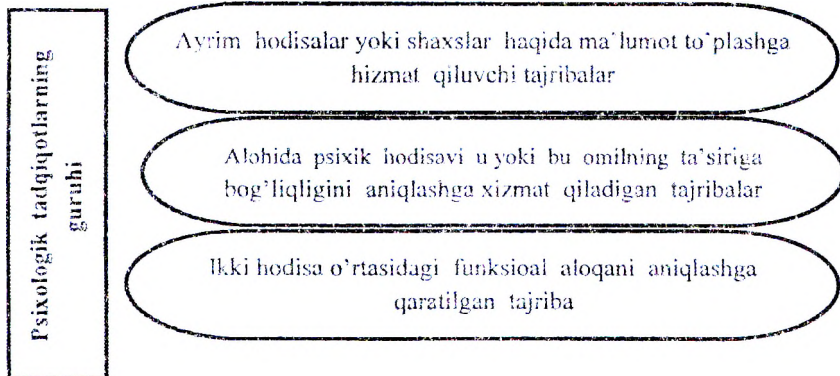 Psixologik tadqiqotlarning
guruhi
Ayrim hodisalar yoki shaxslar haqida ma'lumot to'plashga
hizmat qiluvchi tajribalar
Alohida psixik hodisavi u yoki bu omilning ta'siriga
bog'liqligini aniqlashga xizmat qiladigan tajribalar
Ikki hodisa o'rtasidagi funksioal aloqani aniqlashga
qaratilgan tajriba